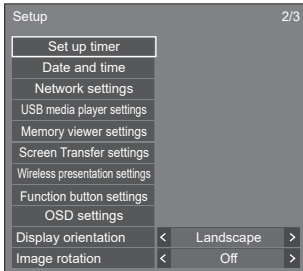 Setup 2/3
Set up timer
Date and time
Network settings
USB media player settings
Memory viewer settings
Screen Transfer settings
Wireless presentation settings
Function button settings
OSD settings
Display orientation < Landscape >
Image rotation < Off >